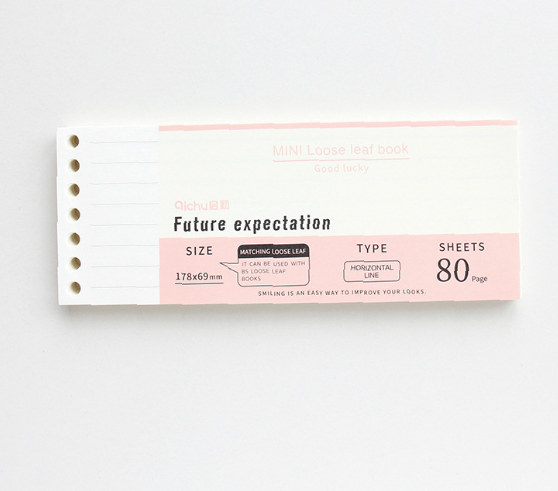 MINI Loose leaf book
Good lucky
Qichu
Future expectation
SIZE
178x69mm
MATCHING LOOSE LEAF
IT CAN BE USED WITH
B5 LOOSE LEAF
BOOKS
TYPE
HORIZONTAL
LINE
SHEETS
80 Page
SMILING IS AN EASY WAY TO IMPROVE YOUR LOOKS.